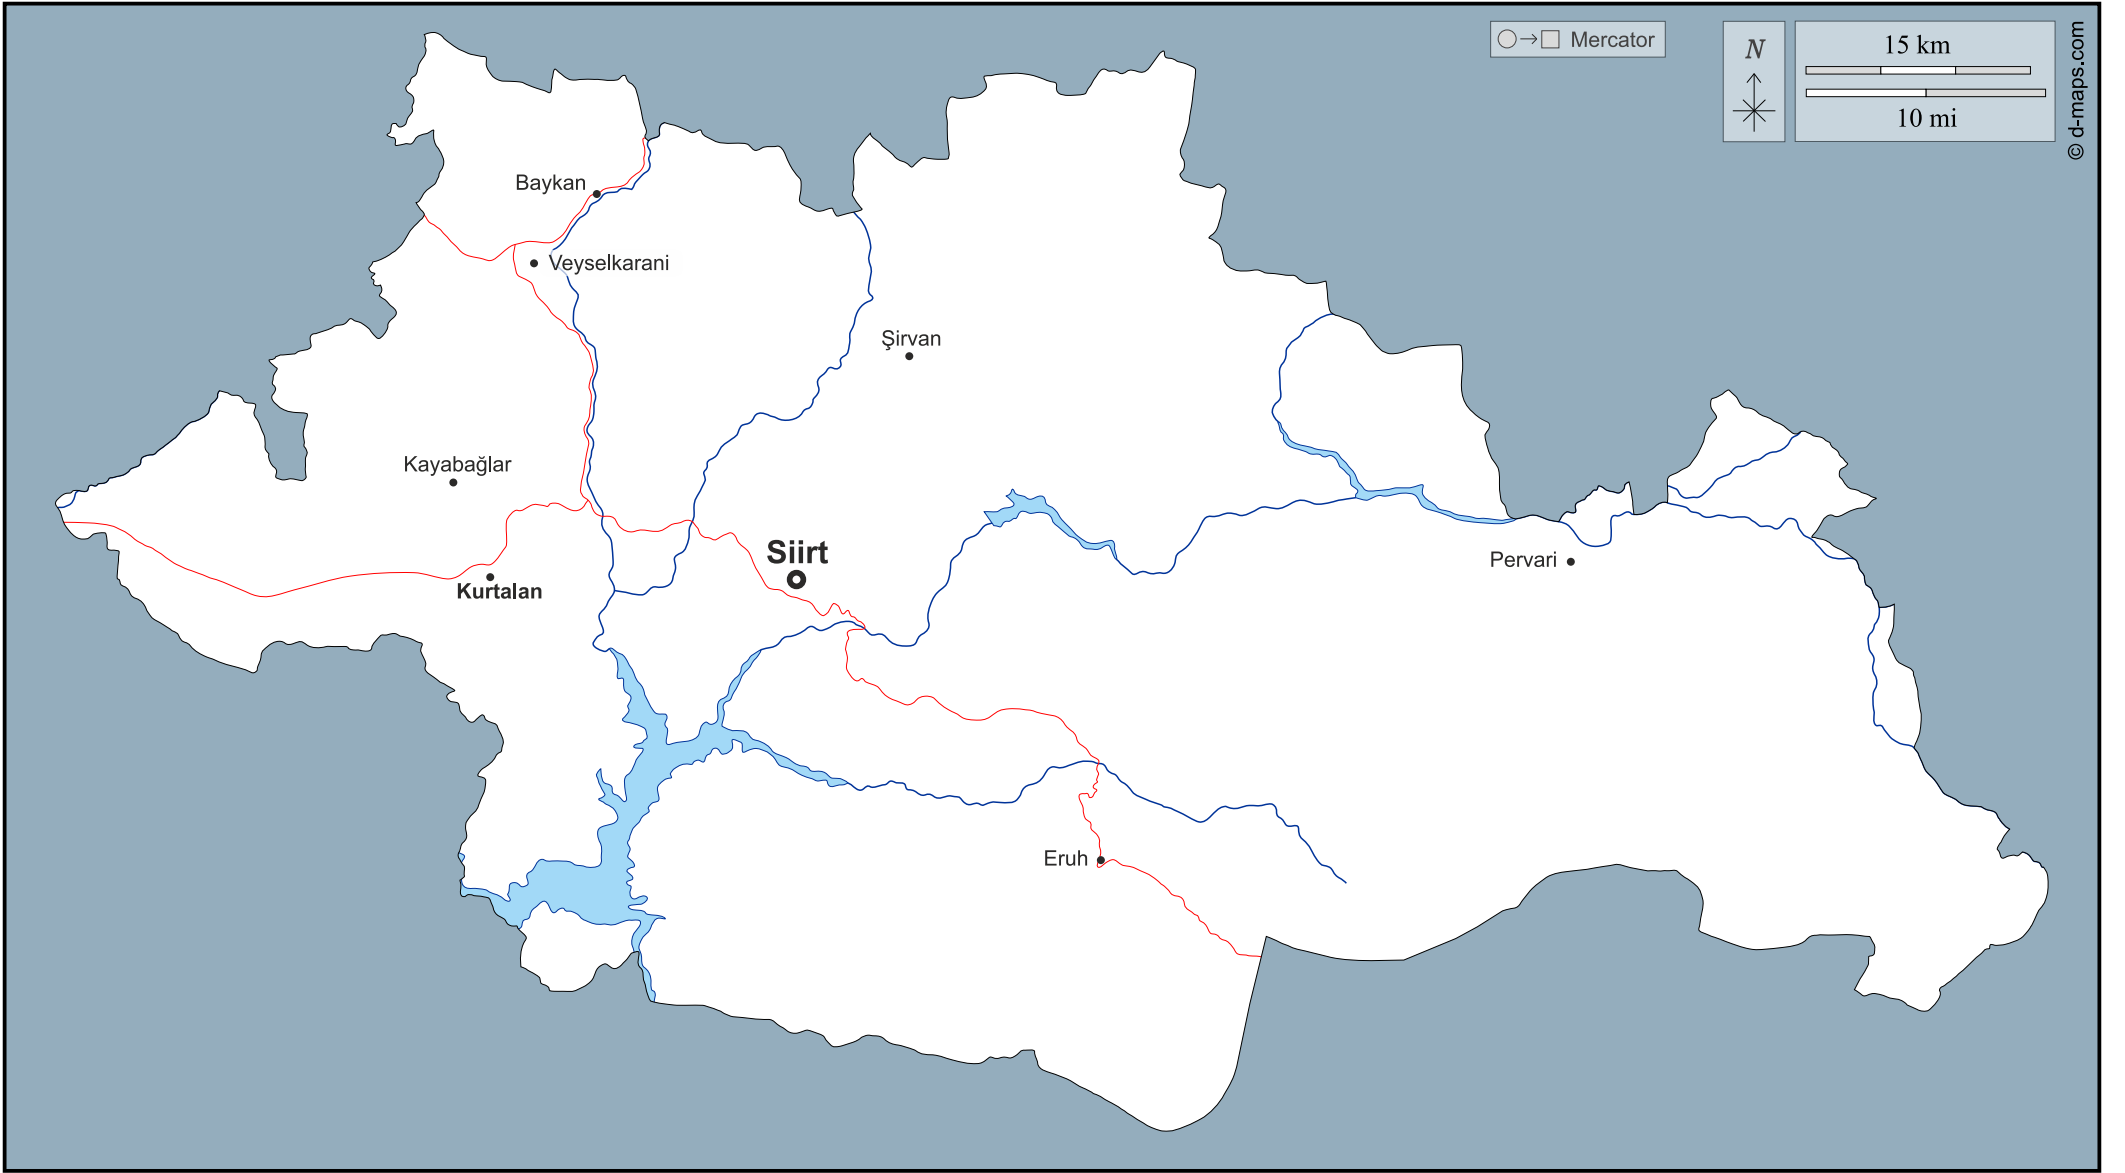 Mercator
N
15 km
10 mi
© d-maps.com
Baykan
Veyselkarani
Şirvan
Kayabağlar
Siirt
Pervari
Kurtalan
Eruh